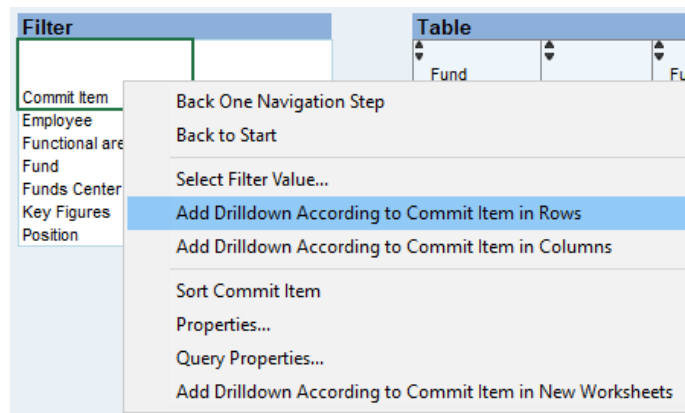 Filter
Table
Fund
Fu
Commit Item
Employee
Functional are
Fund
Funds Center
Key Figures
Position
Back One Navigation Step
Back to Start
Select Filter Value...
Add Drilldown According to Commit Item in Rows
Add Drilldown According to Commit Item in Columns
Sort Commit Item
Properties...
Query Properties...
Add Drilldown According to Commit Item in New Worksheets